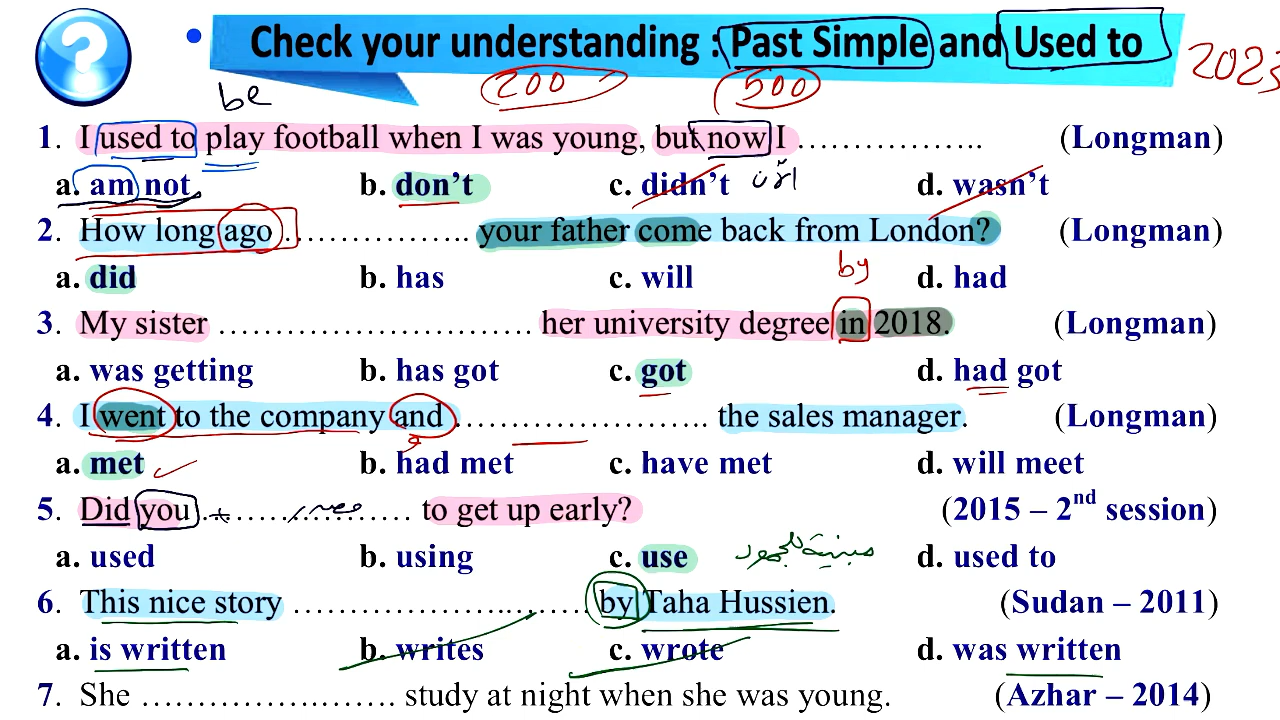 ?
• Check your understanding : Past Simple and Used to
2023
be
200
500
1. I used to play football when I was young, but now I ................. (Longman)
a. am not b. don't c. didn't d. wasn't
الآن
2. How long ago ................... your father come back from London? (Longman)
a. did b. has c. will d. had
by
3. My sister ............................ her university degree in 2018. (Longman)
a. was getting b. has got c. got d. had got
4. I went to the company and ....................... the sales manager. (Longman)
a. met b. had met c. have met d. will meet
5. Did you ................... to get up early? (2015 – 2nd session)
مصدر
a. used b. using c. use d. used to
مبنية للمجهول
6. This nice story .......................... by Taha Hussien. (Sudan – 2011)
a. is written b. writes c. wrote d. was written
7. She ....................... study at night when she was young. (Azhar – 2014)